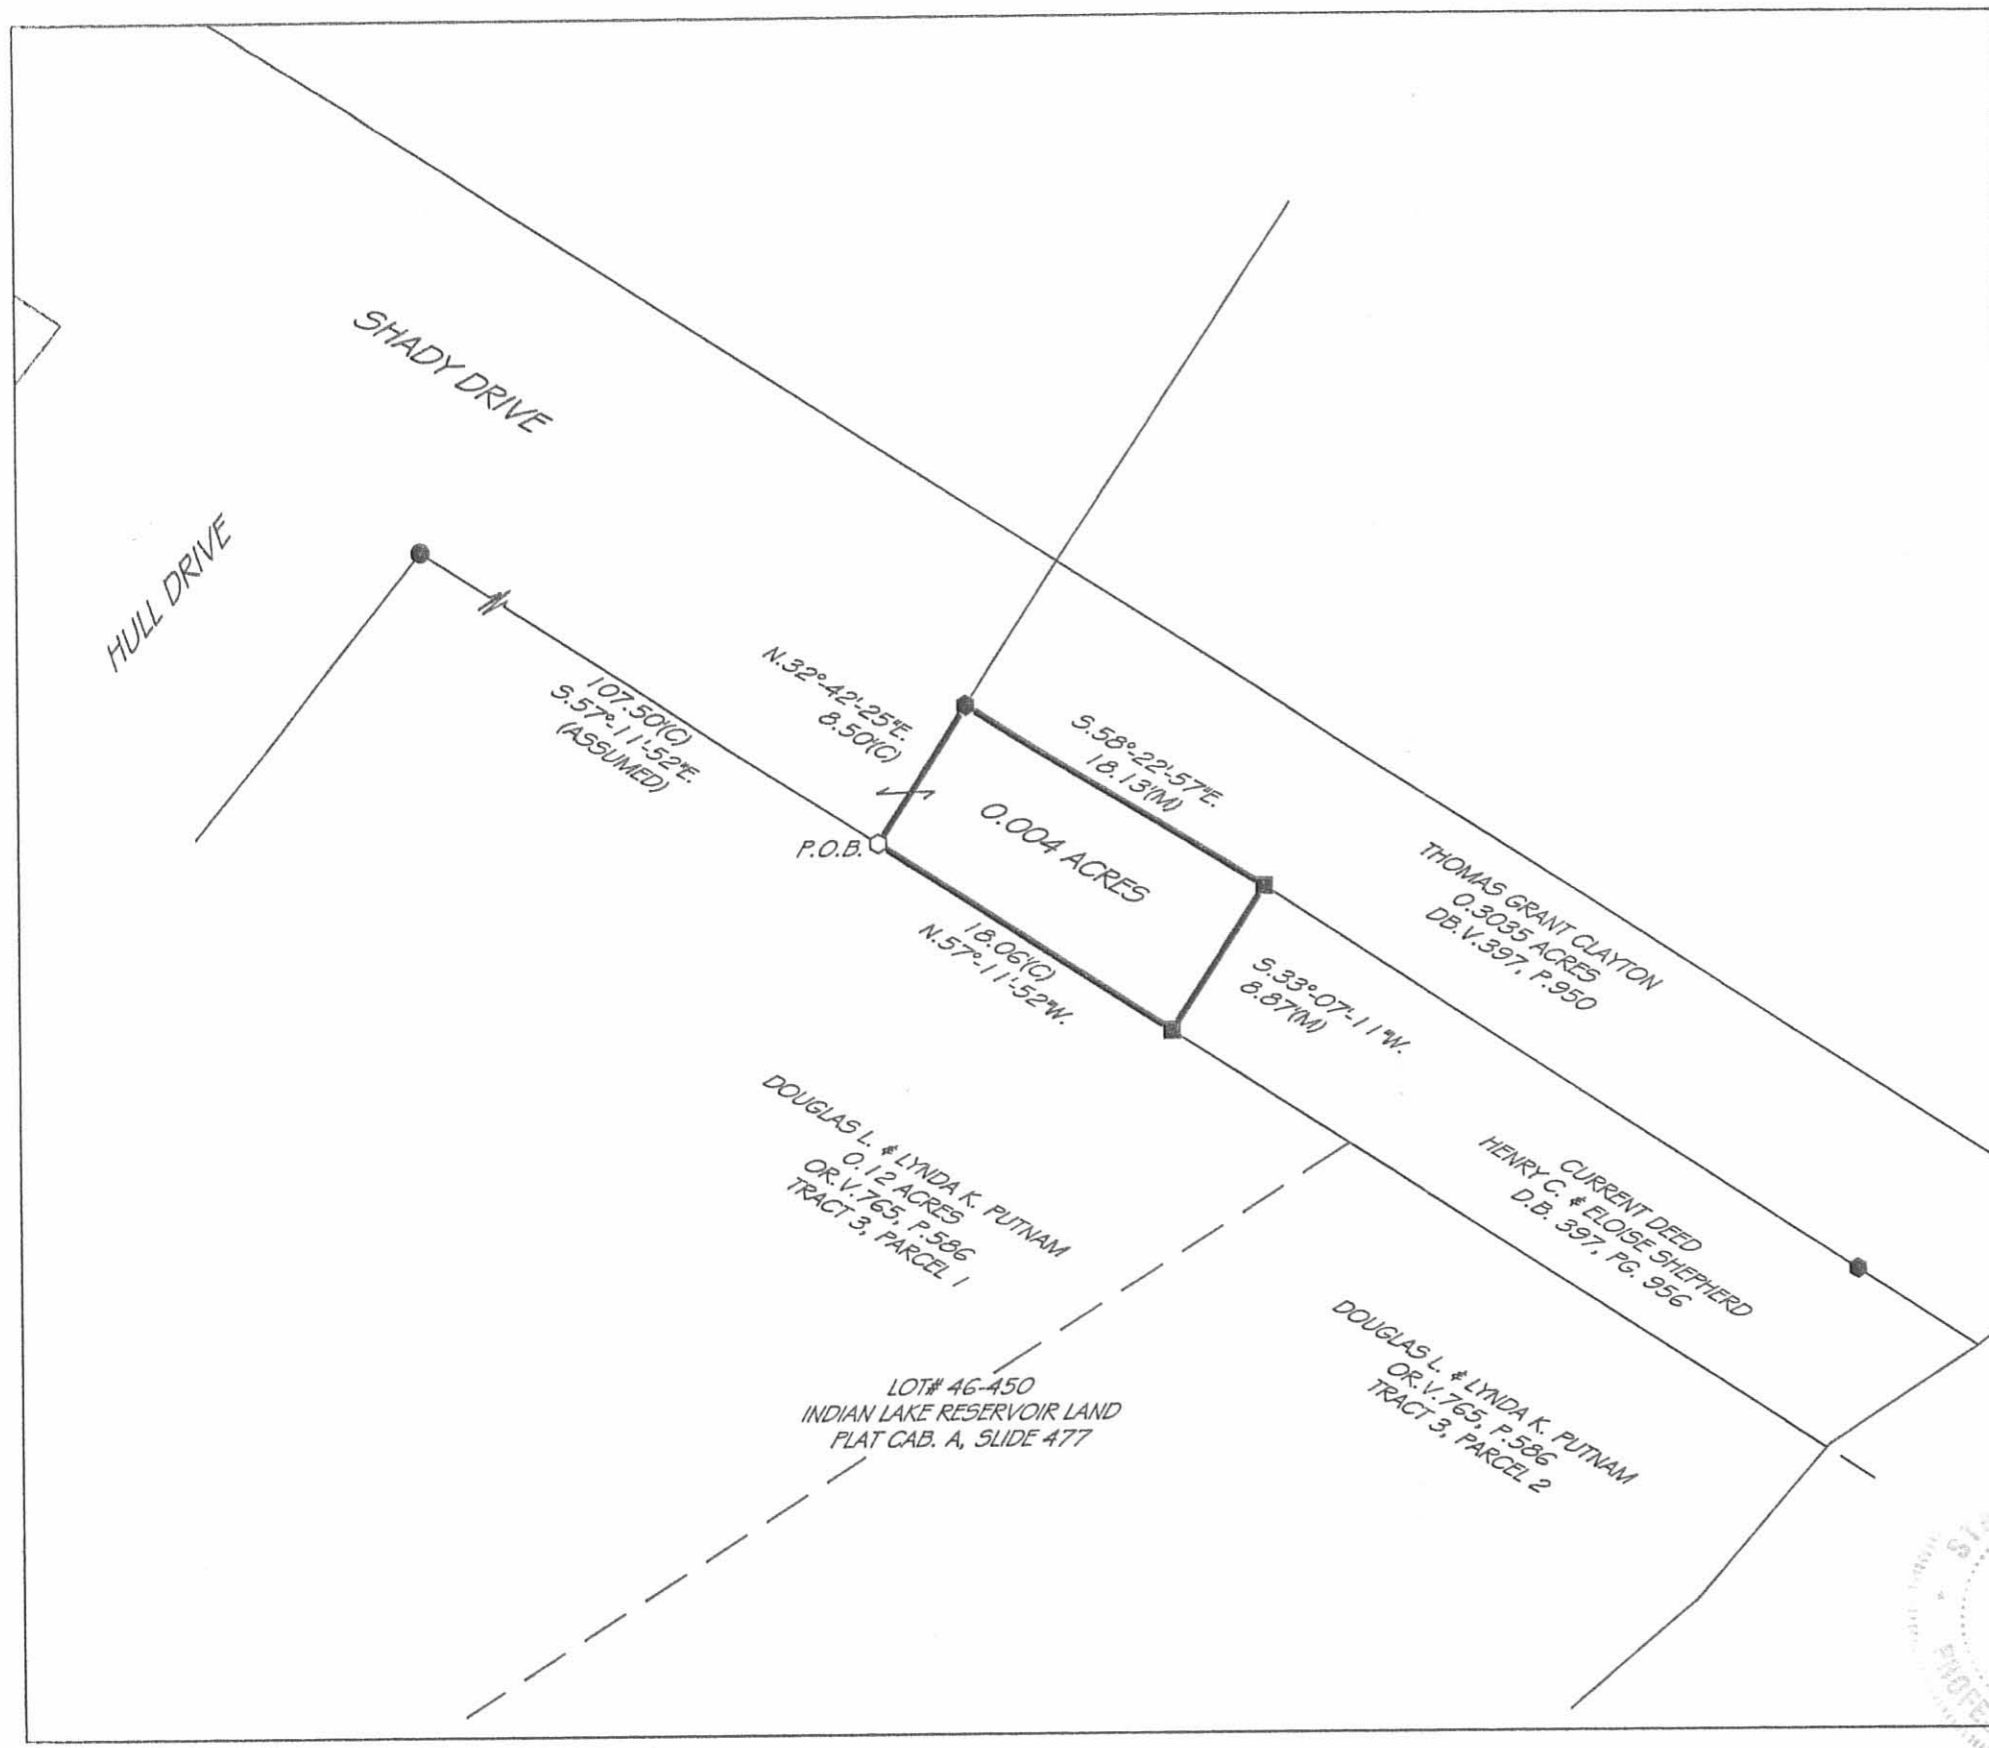 SHADY DRIVE
HULL DRIVE
107.50'(C)
S.57°-11'-52"E.
(ASSUMED)
N.32°-42'-25"E.
8.50'(C)
S.58°-22'-57"E.
18.13'(M)
0.004 ACRES
P.O.B.
18.06'(C)
N.57°-11'-52"W.
S.33°-07'-11"W.
8.87'(M)
THOMAS GRANT CLAYTON
0.3035 ACRES
DB.V.397, P.950
DOUGLAS L. & LYNDA K. PUTNAM
0.12 ACRES
OR.V.765, P.586
TRACT 3, PARCEL 1
CURRENT DEED
HENRY C. & ELOISE SHEPHERD
D.B. 397, PG. 956
DOUGLAS L. & LYNDA K. PUTNAM
OR.V.765, P.586
TRACT 3, PARCEL 2
LOT# 46-450
INDIAN LAKE RESERVOIR LAND
PLAT CAB. A, SLIDE 477